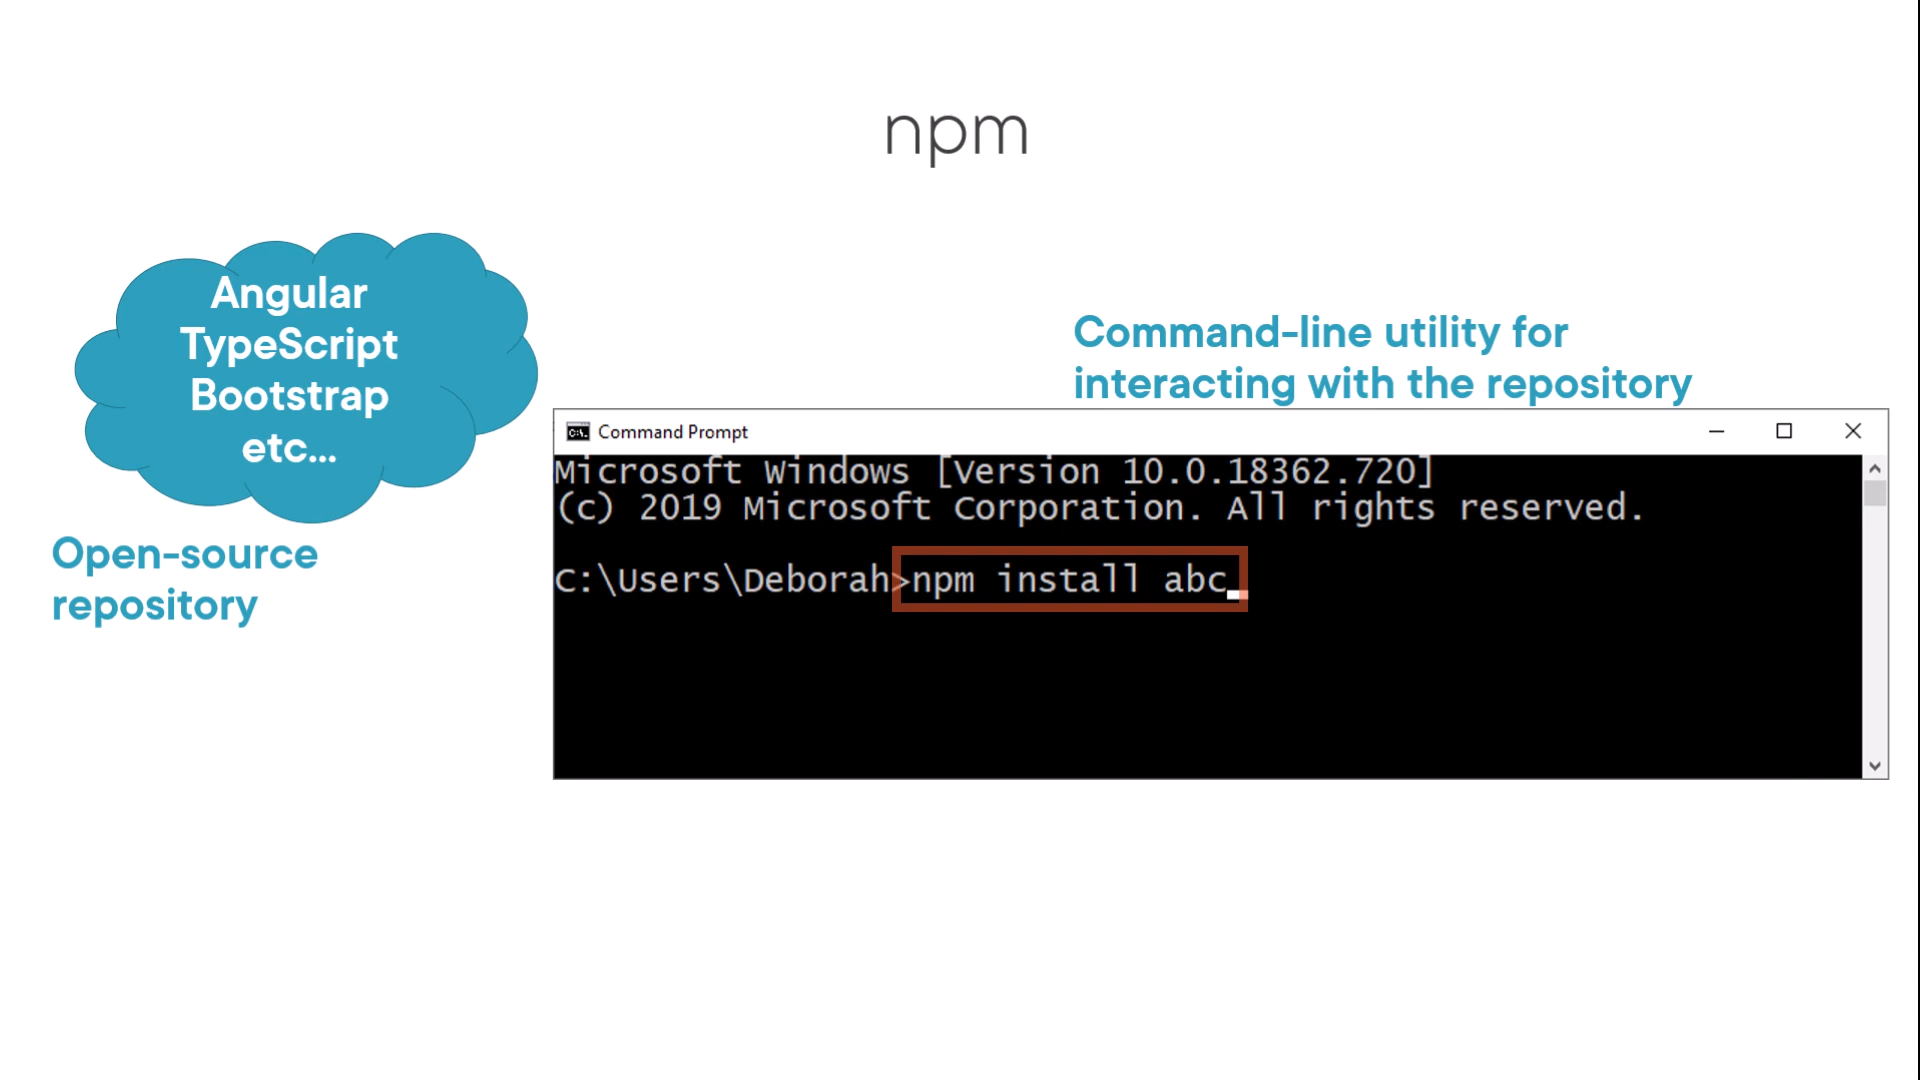 npm
Angular
TypeScript
Bootstrap
etc...
Open-source
repository
Command-line utility for
interacting with the repository
Command Prompt
Microsoft Windows [Version 10.0.18362.720]
(c) 2019 Microsoft Corporation. All rights reserved.
C:\Users\Deborah>npm install abc_